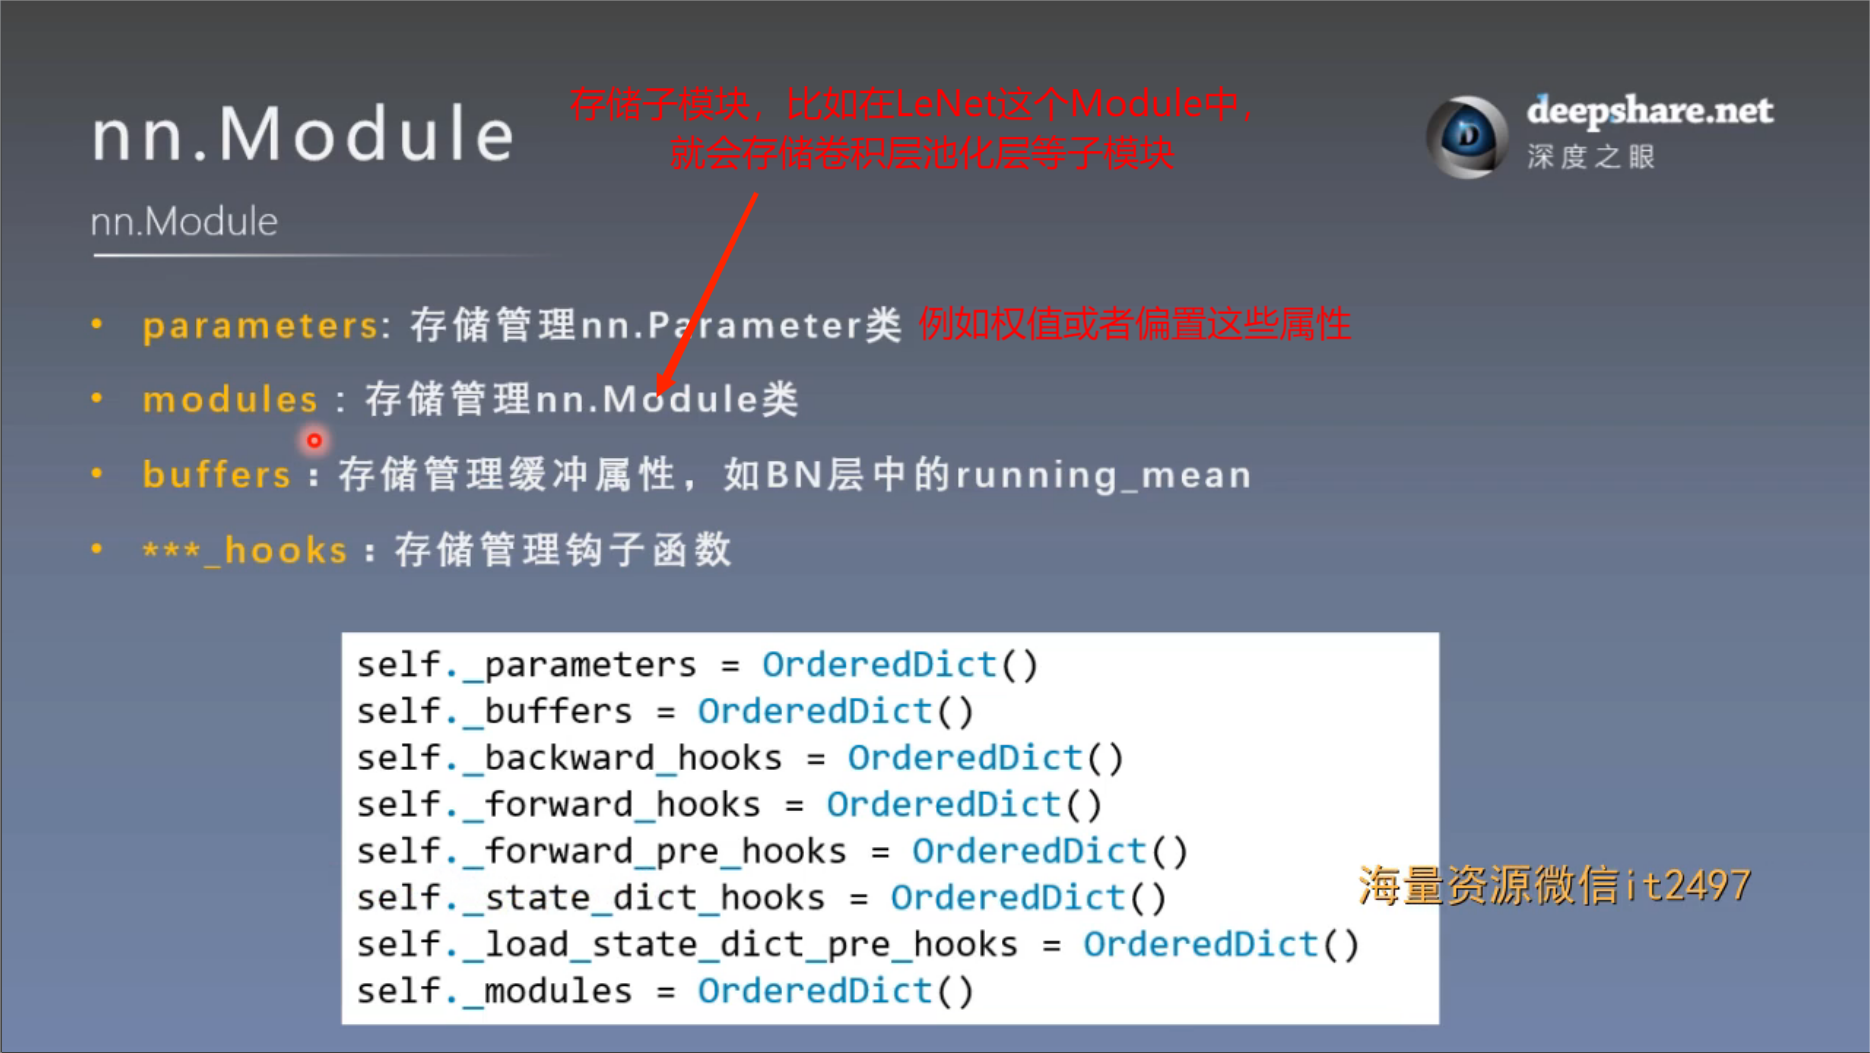 存储子模块，比如在LeNet这个Module中，
就会存储卷积层池化层等子模块
nn.Module
deepshare.net
深度之眼
nn.Module
• parameters: 存储管理nn.Parameter类 例如权值或者偏置这些属性
• modules : 存储管理nn.Module类
• buffers：存储管理缓冲属性，如BN层中的running_mean
• ***_hooks：存储管理钩子函数
self._parameters = OrderedDict()
self._buffers = OrderedDict()
self._backward_hooks = OrderedDict()
self._forward_hooks = OrderedDict()
self._forward_pre_hooks = OrderedDict()
self._state_dict_hooks = OrderedDict()
self._load_state_dict_pre_hooks = OrderedDict()
self._modules = OrderedDict()
海量资源微信it2497